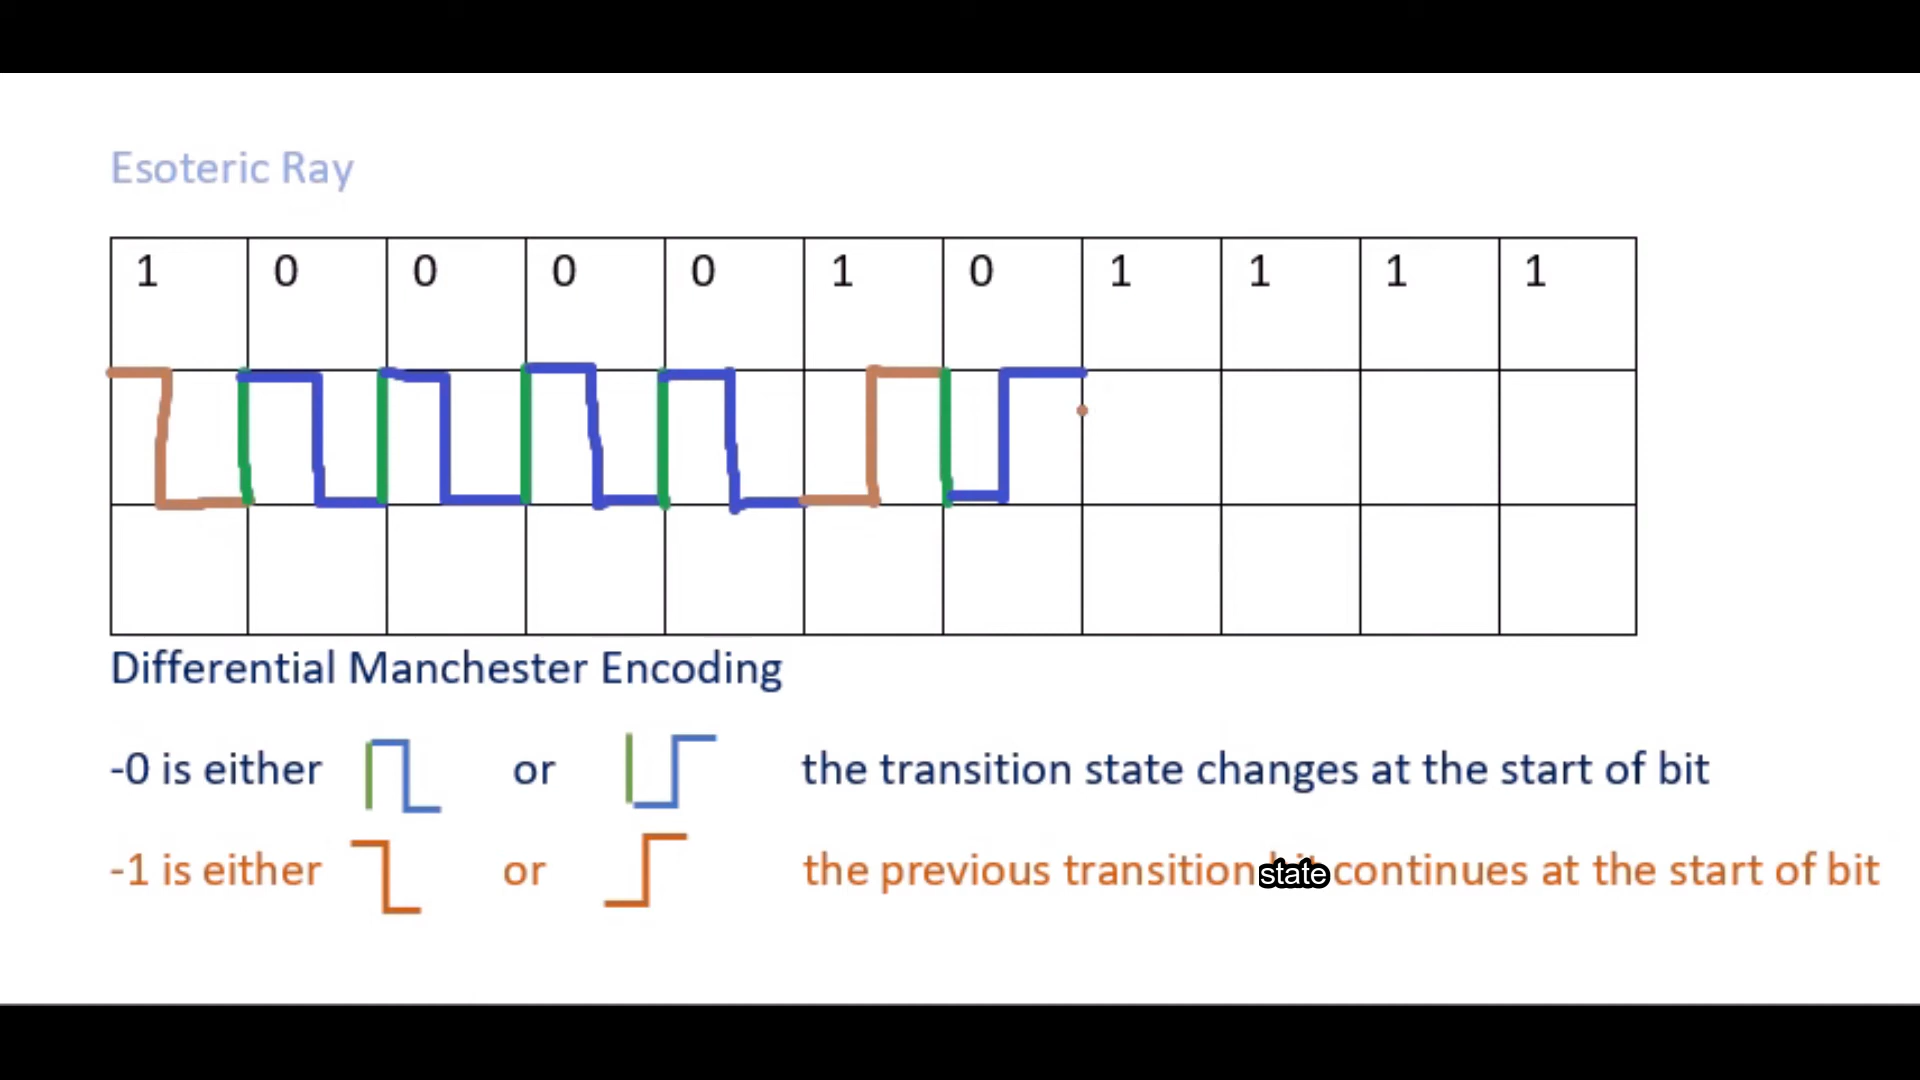 Esoteric Ray
1 0 0 0 0 1 0 1 1 1 1
Differential Manchester Encoding
-0 is either or the transition state changes at the start of bit
-1 is either or the previous transition state continues at the start of bit